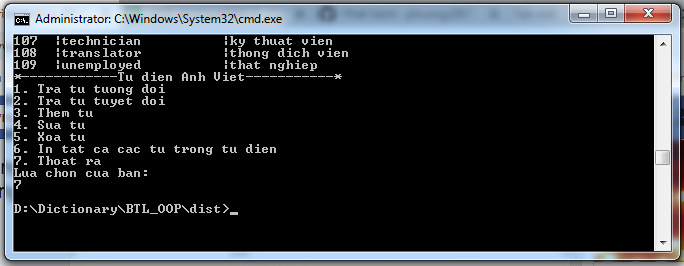 Administrator: C:\Windows\System32\cmd.exe
107  ¦technician          ¦ky thuat vien
108  ¦translator          ¦thong dich vien
109  ¦unemployed          ¦that nghiep
*------------Tu dien Anh Viet-----------*
1. Tra tu tuong doi
2. Tra tu tuyet doi
3. Them tu
4. Sua tu
5. Xoa tu
6. In tat ca cac tu trong tu dien
7. Thoat ra
Lua chon cua ban:
7
D:\Dictionary\BTL_OOP\dist>_